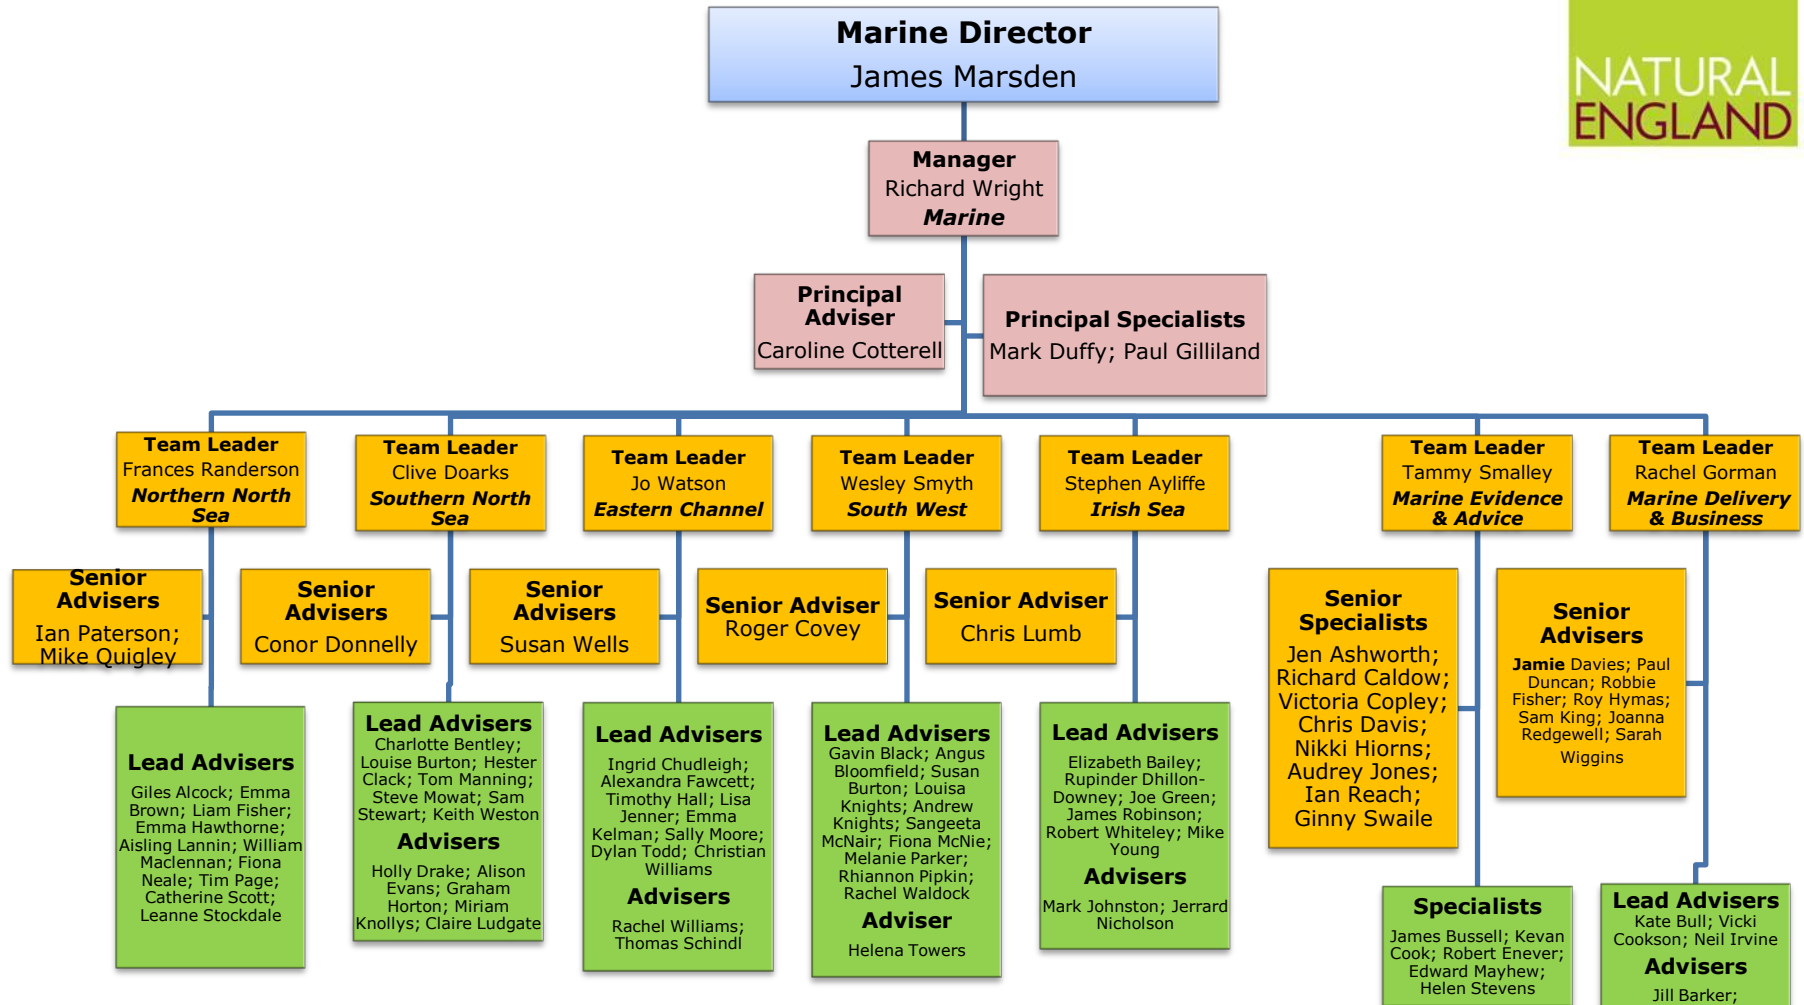 Marine Director
James Marsden
NATURAL
ENGLAND
Manager
Richard Wright
Marine
Principal
Adviser
Caroline Cotterell
Principal Specialists
Mark Duffy; Paul Gilliland
Team Leader
Frances Randerson
Northern North
Sea
Team Leader
Clive Doarks
Southern North
Sea
Team Leader
Jo Watson
Eastern Channel
Team Leader
Wesley Smyth
South West
Team Leader
Stephen Ayliffe
Irish Sea
Team Leader
Tammy Smalley
Marine Evidence
& Advice
Team Leader
Rachel Gorman
Marine Delivery
& Business
Senior
Advisers
Ian Paterson;
Mike Quigley
Senior
Advisers
Conor Donnelly
Senior
Advisers
Susan Wells
Senior Adviser
Roger Covey
Senior Adviser
Chris Lumb
Senior
Specialists
Jen Ashworth;
Richard Caldow;
Victoria Copley;
Chris Davis;
Nikki Hiorns;
Audrey Jones;
Ian Reach;
Ginny Swaile
Senior
Advisers
Jamie Davies; Paul
Duncan; Robbie
Fisher; Roy Hymas;
Sam King; Joanna
Redgewell; Sarah
Wiggins
Lead Advisers
Giles Alcock; Emma
Brown; Liam Fisher;
Emma Hawthorne;
Aisling Lannin; William
Maclennan; Fiona
Neale; Tim Page;
Catherine Scott;
Leanne Stockdale
Lead Advisers
Charlotte Bentley;
Louise Burton; Hester
Clack; Tom Manning;
Steve Mowat; Sam
Stewart; Keith Weston
Advisers
Holly Drake; Alison
Evans; Graham
Horton; Miriam
Knollys; Claire Ludgate
Lead Advisers
Ingrid Chudleigh;
Alexandra Fawcett;
Timothy Hall; Lisa
Jenner; Emma
Kelman; Sally Moore;
Dylan Todd; Christian
Williams
Advisers
Rachel Williams;
Thomas Schindl
Lead Advisers
Gavin Black; Angus
Bloomfield; Susan
Burton; Louisa
Knights; Andrew
Knights; Sangeeta
McNair; Fiona McNie;
Melanie Parker;
Rhiannon Pipkin;
Rachel Waldock
Adviser
Helena Towers
Lead Advisers
Elizabeth Bailey;
Rupinder Dhillon-
Downey; Joe Green;
James Robinson;
Robert Whiteley; Mike
Young
Advisers
Mark Johnston; Jerrard
Nicholson
Specialists
James Bussell; Kevan
Cook; Robert Enever;
Edward Mayhew;
Helen Stevens
Lead Advisers
Kate Bull; Vicki
Cookson; Neil Irvine
Advisers
Jill Barker;